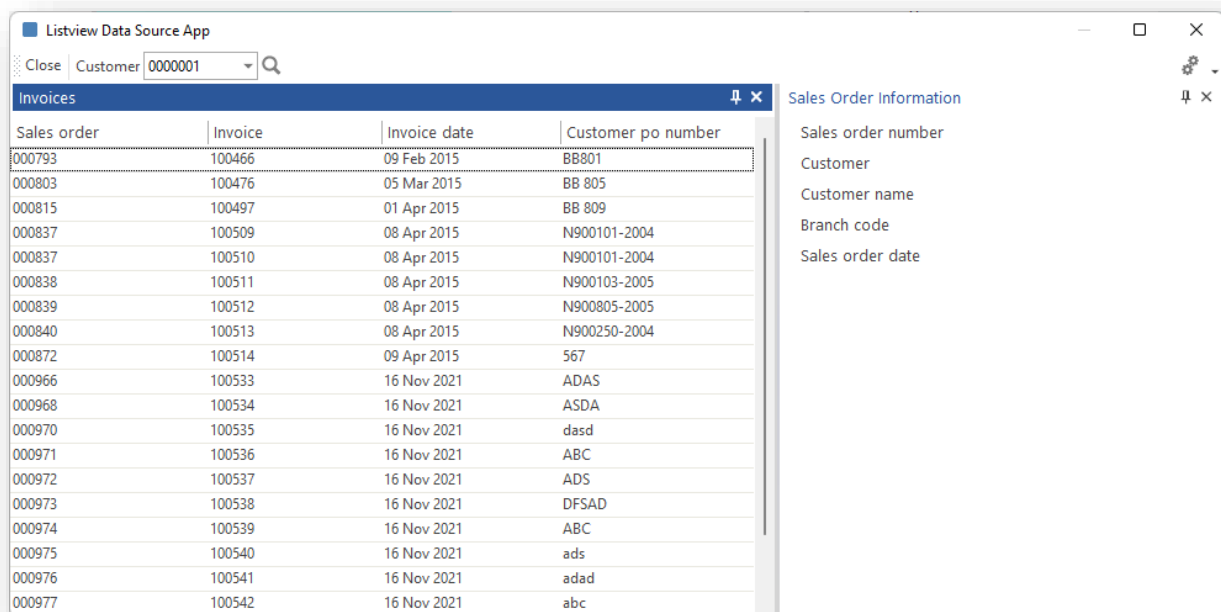 Listview Data Source App
Close Customer 0000001
Invoices
Sales order Invoice Invoice date Customer po number
000793 100466 09 Feb 2015 BB801
000803 100476 05 Mar 2015 BB 805
000815 100497 01 Apr 2015 BB 809
000837 100509 08 Apr 2015 N900101-2004
000837 100510 08 Apr 2015 N900101-2004
000838 100511 08 Apr 2015 N900103-2005
000839 100512 08 Apr 2015 N900805-2005
000840 100513 08 Apr 2015 N900250-2004
000872 100514 09 Apr 2015 567
000966 100533 16 Nov 2021 ADAS
000968 100534 16 Nov 2021 ASDA
000970 100535 16 Nov 2021 dasd
000971 100536 16 Nov 2021 ABC
000972 100537 16 Nov 2021 ADS
000973 100538 16 Nov 2021 DFSAD
000974 100539 16 Nov 2021 ABC
000975 100540 16 Nov 2021 ads
000976 100541 16 Nov 2021 adad
000977 100542 16 Nov 2021 abc
Sales Order Information
Sales order number
Customer
Customer name
Branch code
Sales order date